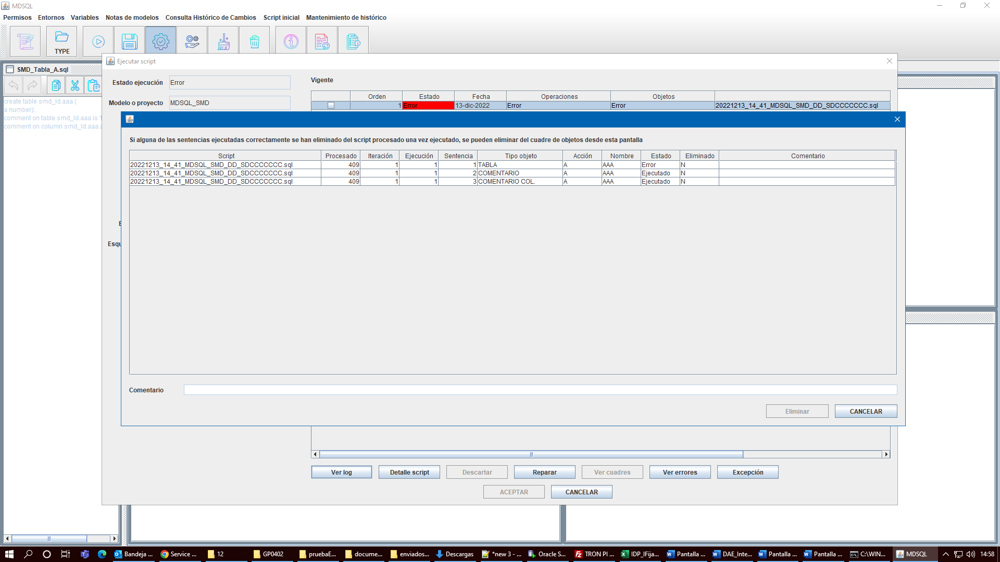 MDSQL
Permisos Entornos Variables Notas de modelos Consulta Histórico de Cambios Script inicial Mantenimiento de histórico
TYPE
SMD_Tabla_A.sql
create table smd_ld.aaa (
a number);
comment on table smd_ld.aaa is
comment on column smd_ld.aaa.
Ejecutar script
Estado ejecución Error
Modelo o proyecto MDSQL_SMD
Esqu
Vigente
Orden Estado Fecha Operaciones Objetos
1 Error 13-dic-2022 Error Error 20221213_14_41_MDSQL_SMD_DD_SDCCCCCCC.sql
Si alguna de las sentencias ejecutadas correctamente se han eliminado del script procesado una vez ejecutado, se pueden eliminar del cuadre de objetos desde esta pantalla
Script Procesado Iteración Ejecución Sentencia Tipo objeto Acción Nombre Estado Eliminado Comentario
20221213_14_41_MDSQL_SMD_DD_SDCCCCCCC.sql 409 1 1 1 TABLA A AAA Error N
20221213_14_41_MDSQL_SMD_DD_SDCCCCCCC.sql 409 1 1 2 COMENTARIO A AAA Ejecutado N
20221213_14_41_MDSQL_SMD_DD_SDCCCCCCC.sql 409 1 1 3 COMENTARIO COL. A AAA Ejecutado N
Comentario
Eliminar CANCELAR
Ver log Detalle script Descartar Reparar Ver cuadres Ver errores Excepción
ACEPTAR CANCELAR
Bandeja ... Service ... 12 GP0402 pruebaE... docume... enviados... Descargas *new 3 - ... Oracle S... TRON PI ... IDP_IFija... Pantalla ... DAE_Inte... Pantalla ... Pantalla ... C:\WIN... MDSQL 14:58